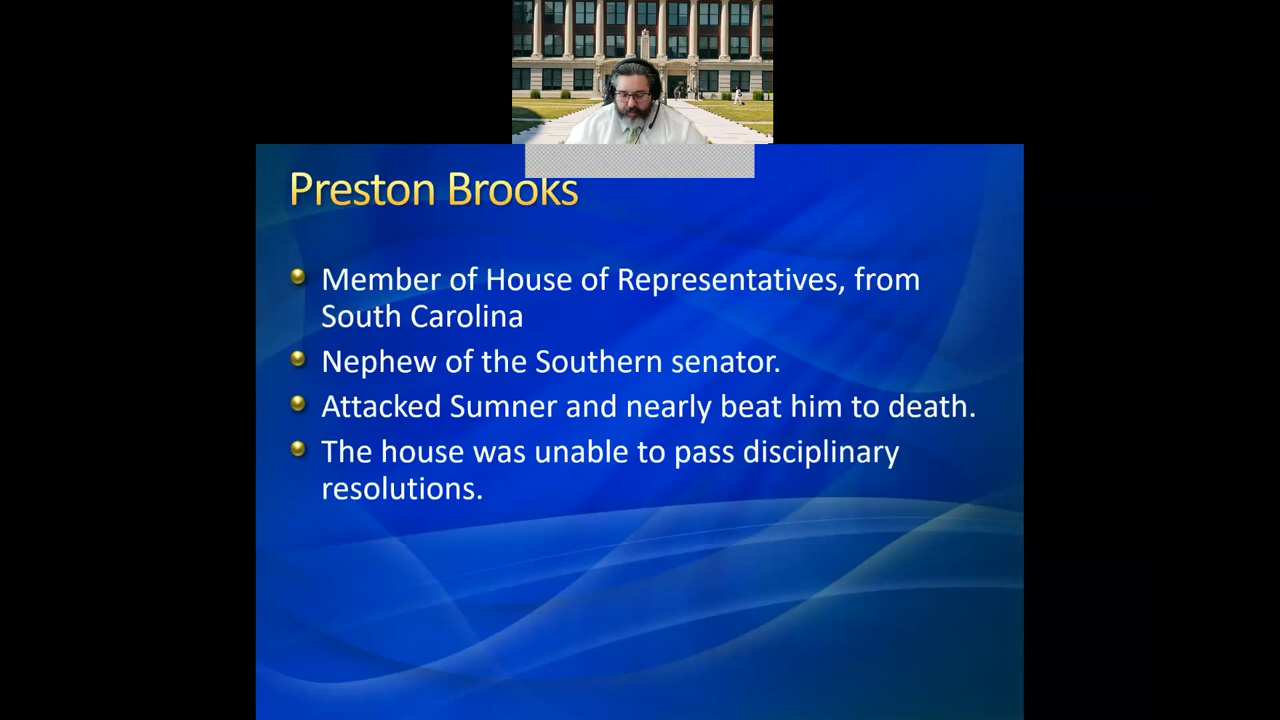 Preston Brooks
Member of House of Representatives, from
South Carolina
Nephew of the Southern senator.
Attacked Sumner and nearly beat him to death.
The house was unable to pass disciplinary
resolutions.